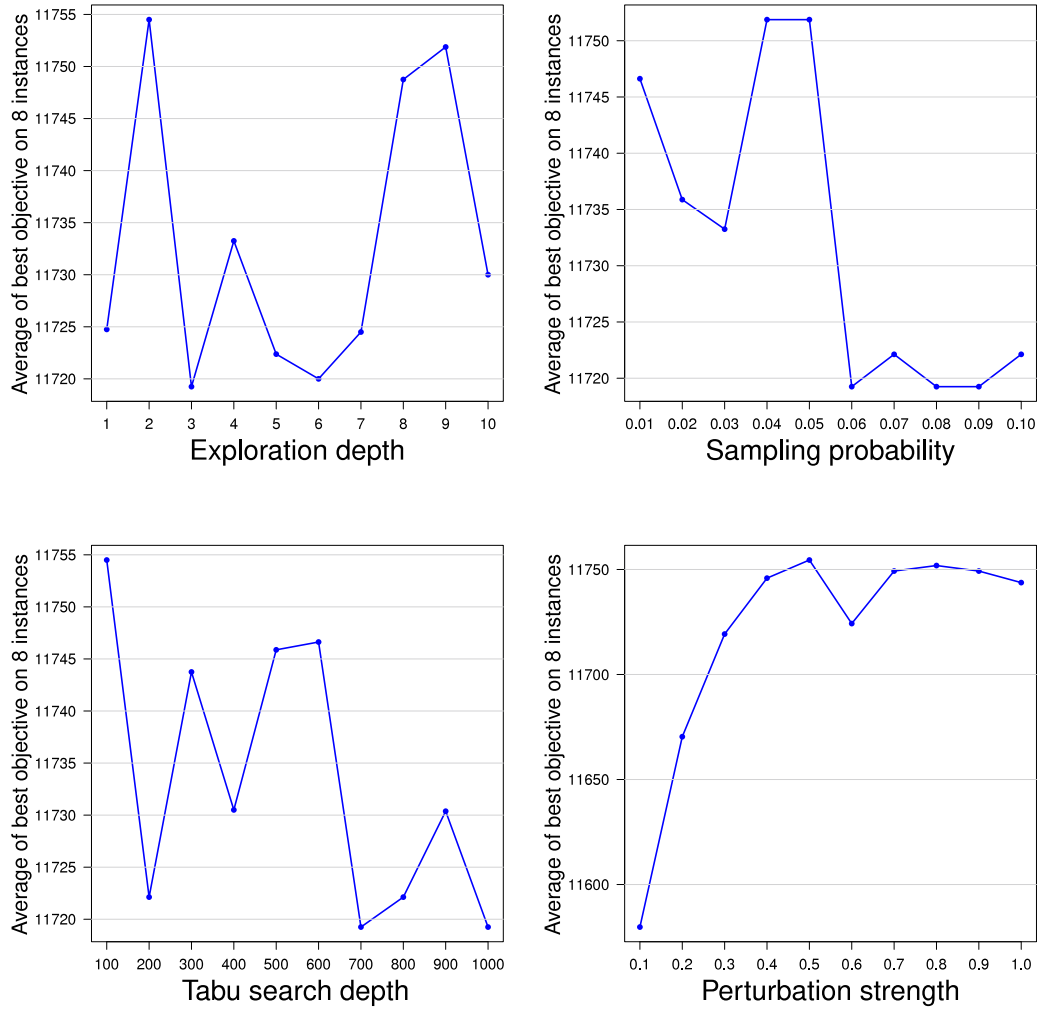 Average of best objective on 8 instances
11755
11750
11745
11740
11735
11730
11725
11720
1 2 3 4 5 6 7 8 9 10
Exploration depth
Average of best objective on 8 instances
11750
11745
11740
11735
11730
11725
11720
0.01 0.02 0.03 0.04 0.05 0.06 0.07 0.08 0.09 0.10
Sampling probability
Average of best objective on 8 instances
11755
11750
11745
11740
11735
11730
11725
11720
100 200 300 400 500 600 700 800 900 1000
Tabu search depth
Average of best objective on 8 instances
11750
11700
11650
11600
0.1 0.2 0.3 0.4 0.5 0.6 0.7 0.8 0.9 1.0
Perturbation strength